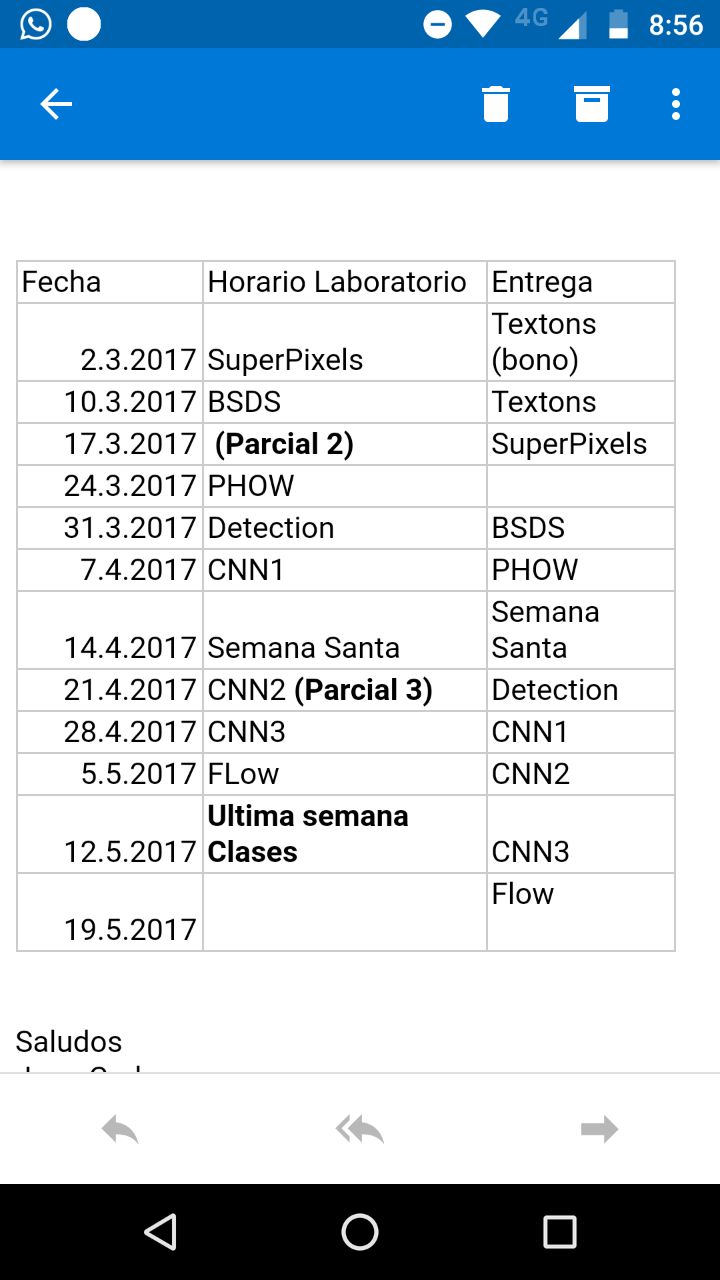 4G 8:56
Fecha Horario Laboratorio Entrega
Textons
2.3.2017 SuperPixels (bono)
10.3.2017 BSDS Textons
17.3.2017 (Parcial 2) SuperPixels
24.3.2017 PHOW
31.3.2017 Detection BSDS
7.4.2017 CNN1 PHOW
Semana
14.4.2017 Semana Santa Santa
21.4.2017 CNN2 (Parcial 3) Detection
28.4.2017 CNN3 CNN1
5.5.2017 FLow CNN2
Ultima semana
12.5.2017 Clases CNN3
Flow
19.5.2017
Saludos